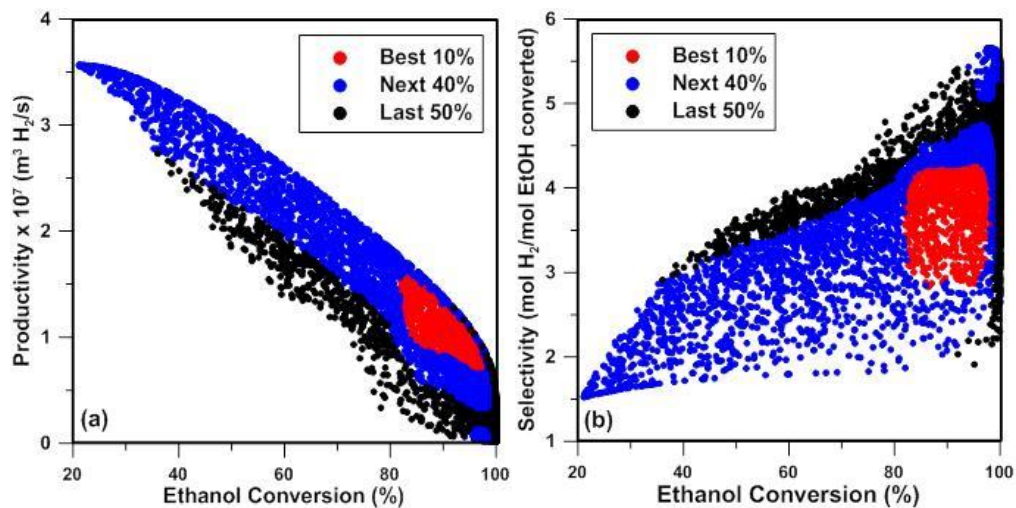 Productivity x 10⁷ (m³ H₂/s)
4
3
2
1
0
Best 10%
Next 40%
Last 50%
(a)
20 40 60 80 100
Ethanol Conversion (%)
Selectivity (mol H₂/mol EtOH converted)
6
5
4
3
2
1
Best 10%
Next 40%
Last 50%
(b)
20 40 60 80 100
Ethanol Conversion (%)